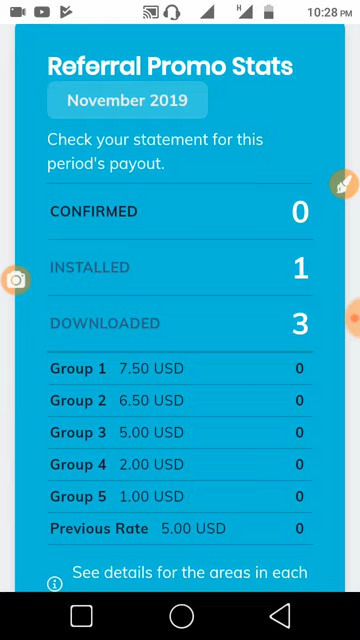 10:28 PM
Referral Promo Stats
November 2019
Check your statement for this
period's payout.
CONFIRMED 0
INSTALLED 1
DOWNLOADED 3
Group 1 7.50 USD 0
Group 2 6.50 USD 0
Group 3 5.00 USD 0
Group 4 2.00 USD 0
Group 5 1.00 USD 0
Previous Rate 5.00 USD 0
See details for the areas in each